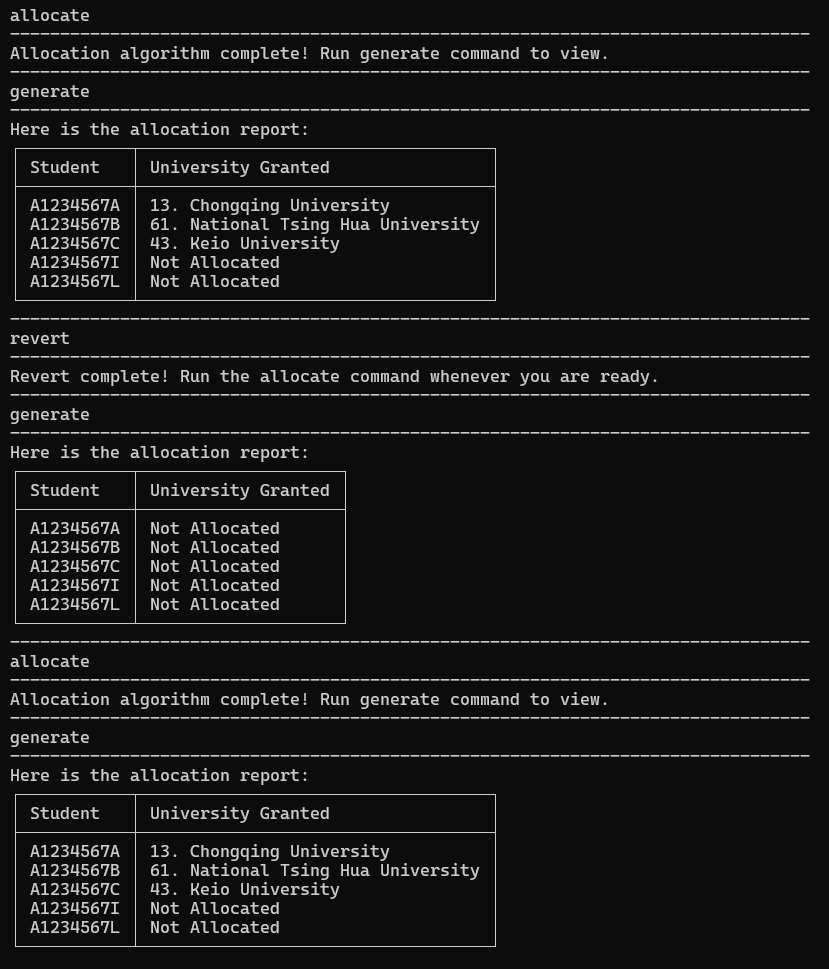 allocate
Allocation algorithm complete! Run generate command to view.
generate
Here is the allocation report:
Student University Granted
A1234567A 13. Chongqing University
A1234567B 61. National Tsing Hua University
A1234567C 43. Keio University
A1234567I Not Allocated
A1234567L Not Allocated
revert
Revert complete! Run the allocate command whenever you are ready.
generate
Here is the allocation report:
Student University Granted
A1234567A Not Allocated
A1234567B Not Allocated
A1234567C Not Allocated
A1234567I Not Allocated
A1234567L Not Allocated
allocate
Allocation algorithm complete! Run generate command to view.
generate
Here is the allocation report:
Student University Granted
A1234567A 13. Chongqing University
A1234567B 61. National Tsing Hua University
A1234567C 43. Keio University
A1234567I Not Allocated
A1234567L Not Allocated